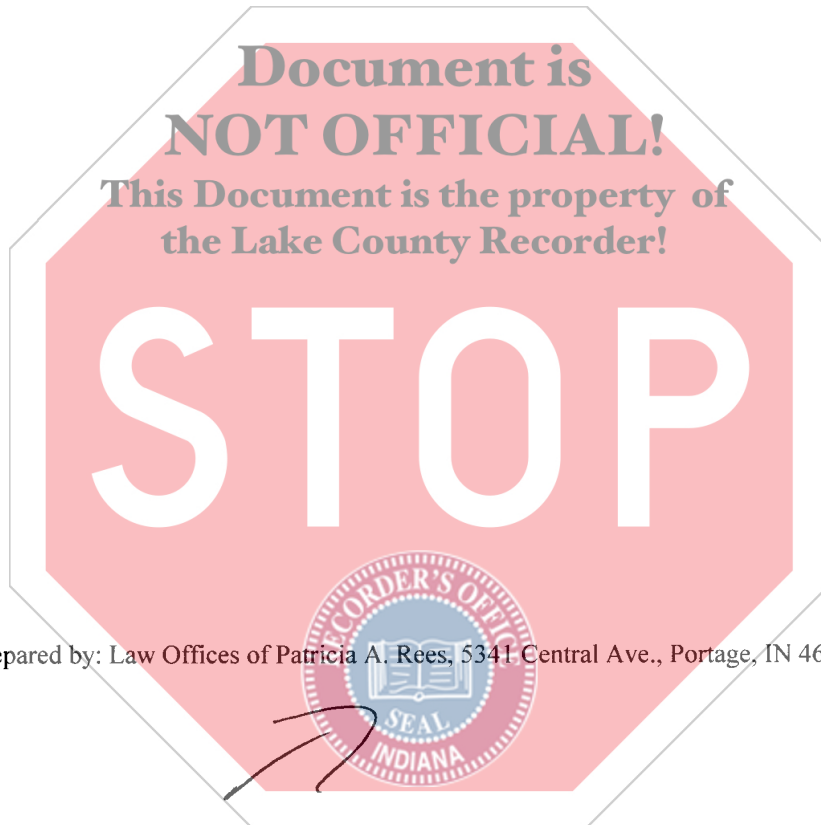 Document is
NOT OFFICIAL!
This Document is the property of
the Lake County Recorder!
STOP
RECORDER'S OFFICE
epared by: Law Offices of Patricia A. Rees, 5341 Central Ave., Portage, IN 46
SEAL
INDIANA